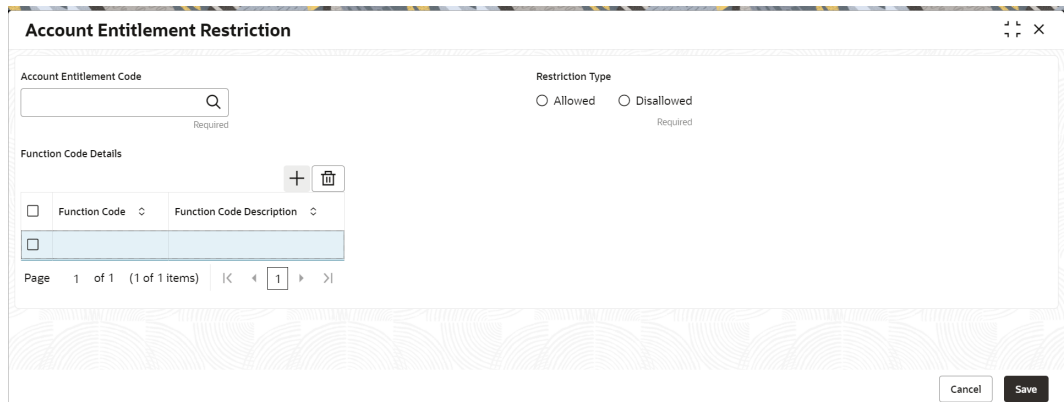 Account Entitlement Restriction
Account Entitlement Code
Required
Restriction Type
Allowed Disallowed
Required
Function Code Details
Function Code Function Code Description
Page 1 of 1 (1 of 1 items) 1
Cancel Save